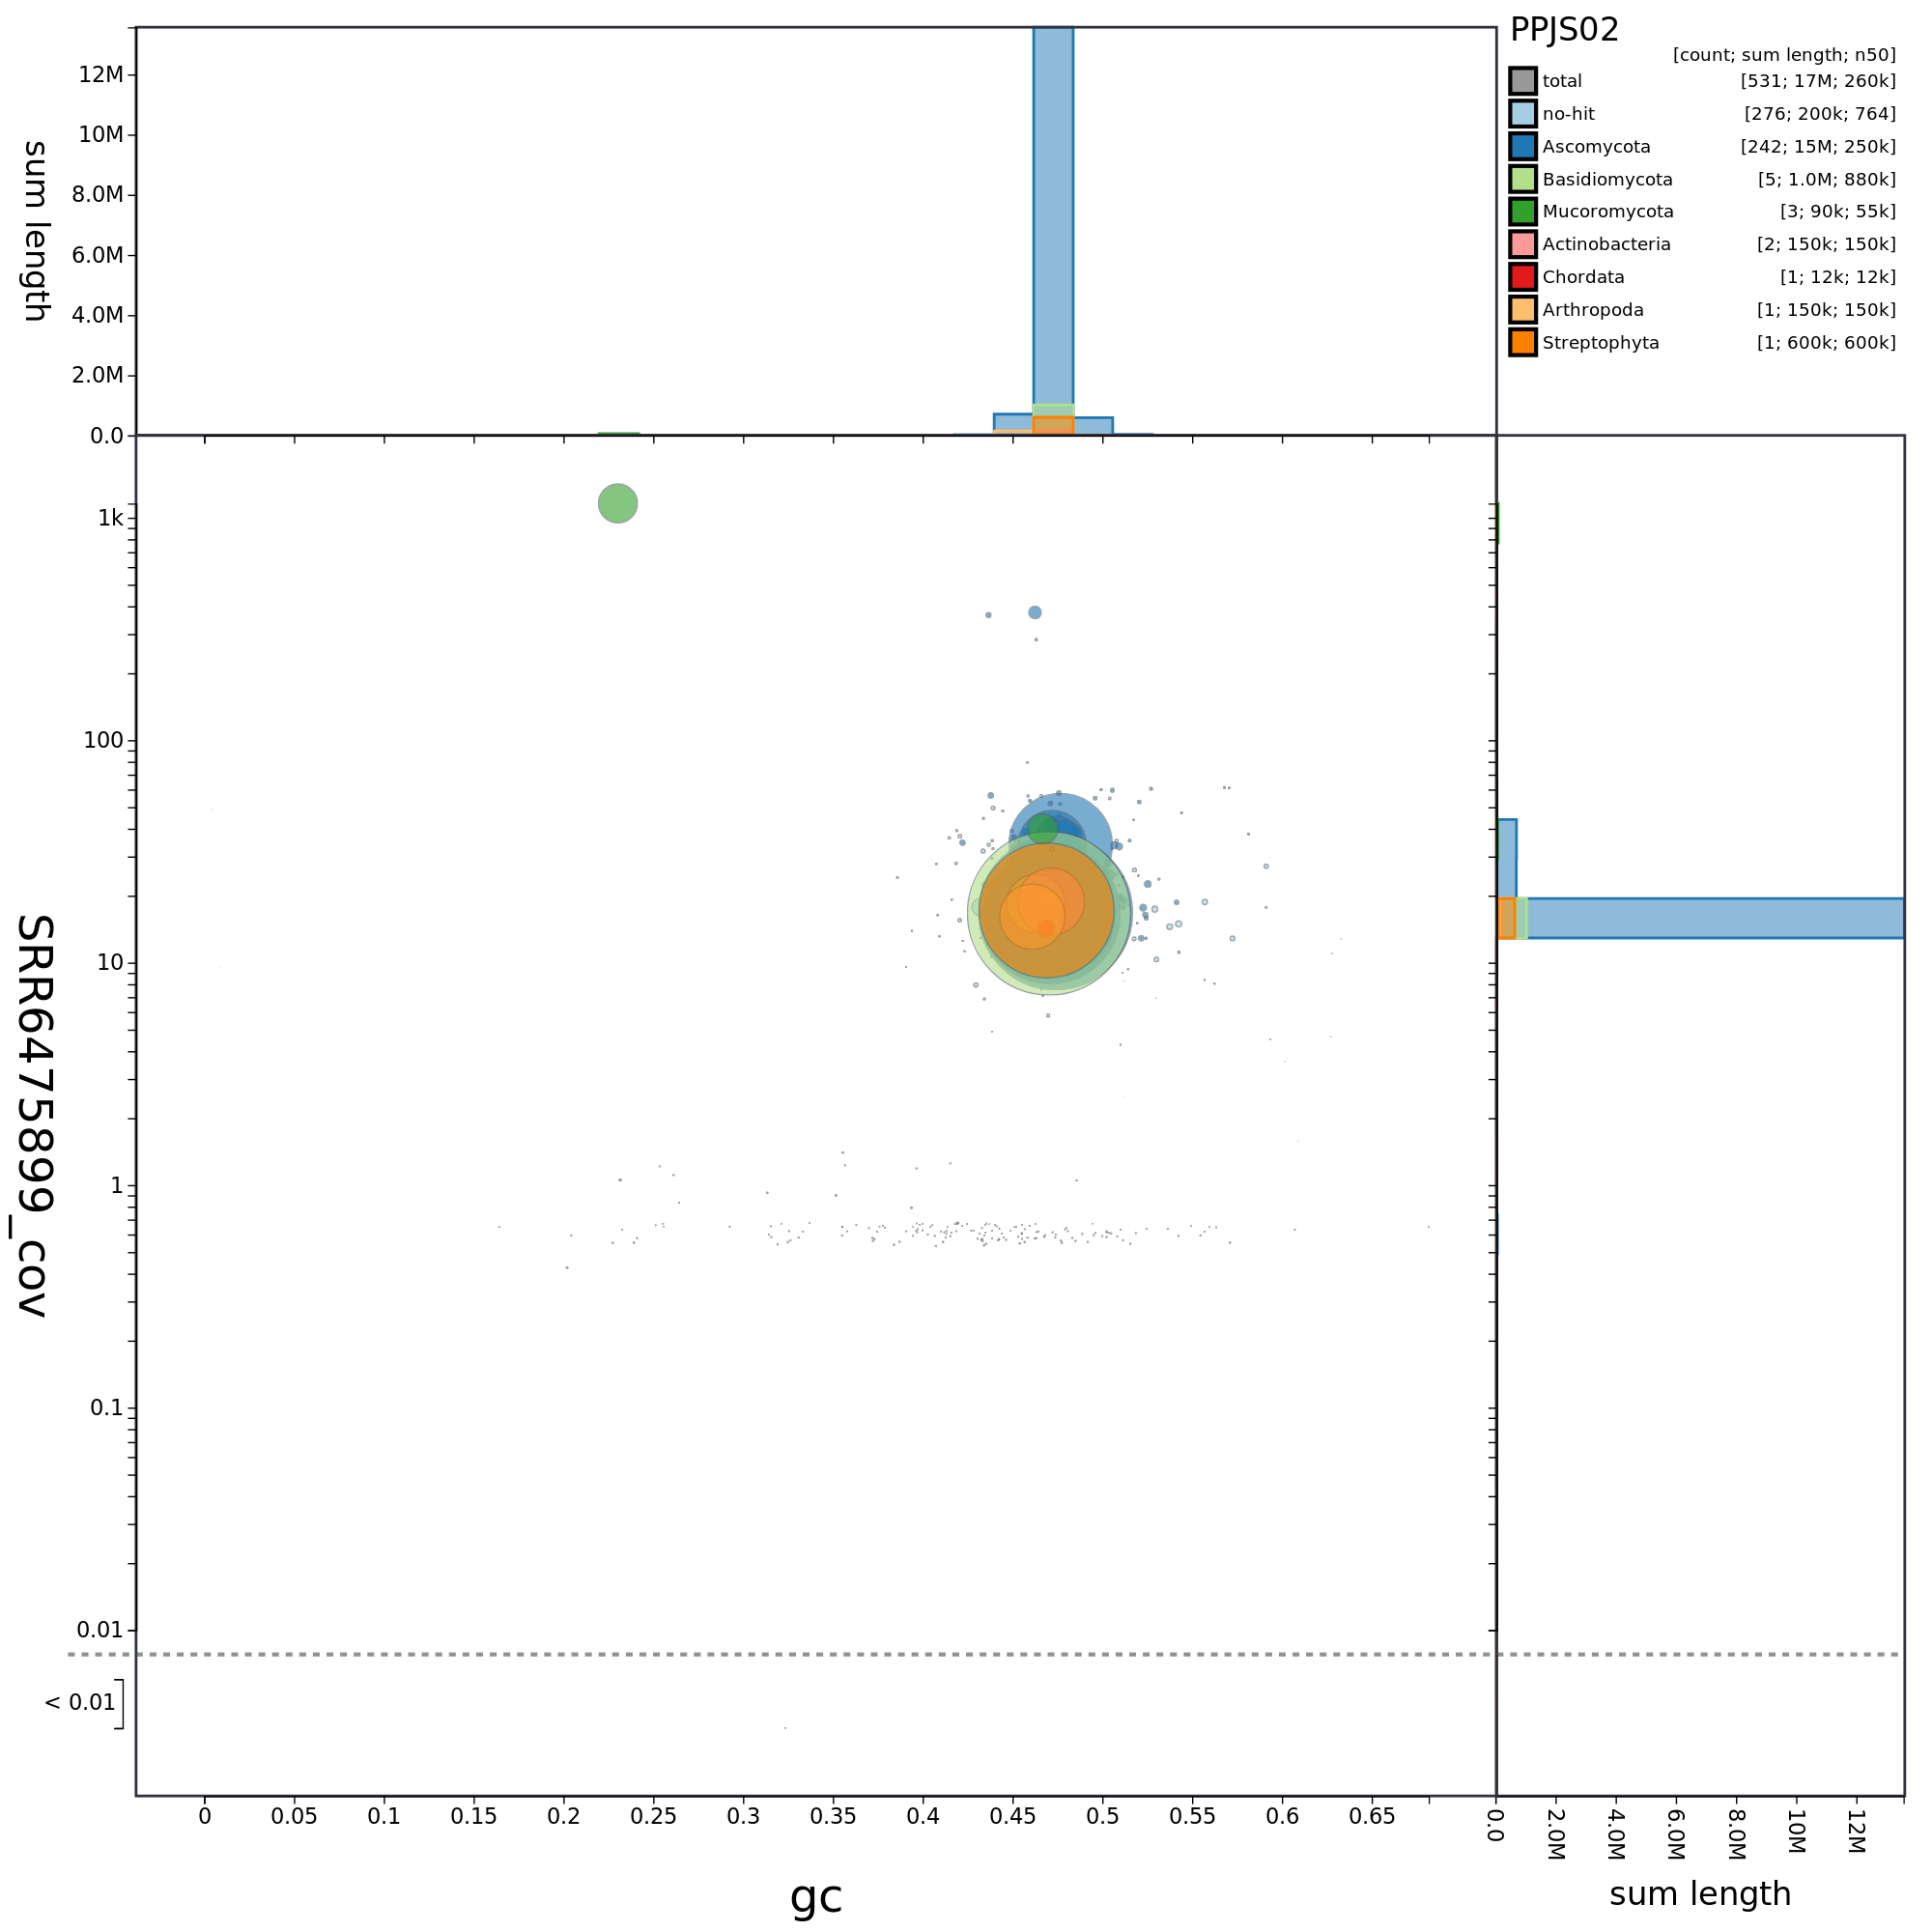 PPJS02
[count; sum length; n50]
total [531; 17M; 260k]
no-hit [276; 200k; 764]
Ascomycota [242; 15M; 250k]
Basidiomycota [5; 1.0M; 880k]
Mucoromycota [3; 90k; 55k]
Actinobacteria [2; 150k; 150k]
Chordata [1; 12k; 12k]
Arthropoda [1; 150k; 150k]
Streptophyta [1; 600k; 600k]
sum length
12M
10M
8.0M
6.0M
4.0M
2.0M
0.0
SRR6475899_cov
1k
100
10
1
0.1
0.01
< 0.01
0 0.05 0.1 0.15 0.2 0.25 0.3 0.35 0.4 0.45 0.5 0.55 0.6 0.65
gc
0.0 2.0M 4.0M 6.0M 8.0M 10M 12M
sum length